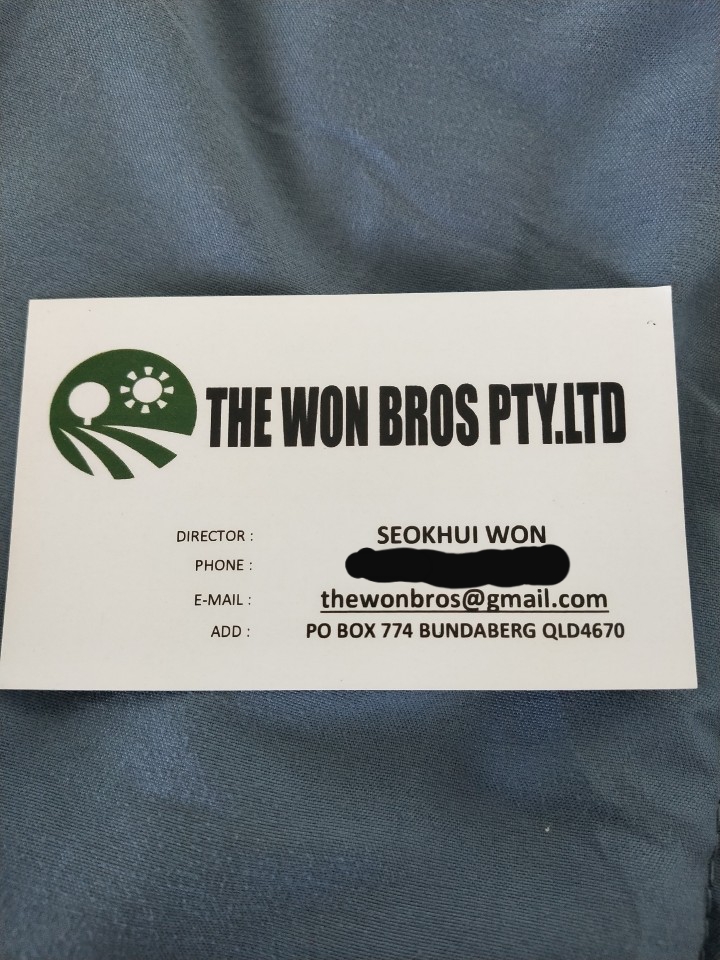 THE WON BROS PTY.LTD
DIRECTOR : SEOKHUI WON
PHONE :
E-MAIL : thewonbros@gmail.com
ADD : PO BOX 774 BUNDABERG QLD4670